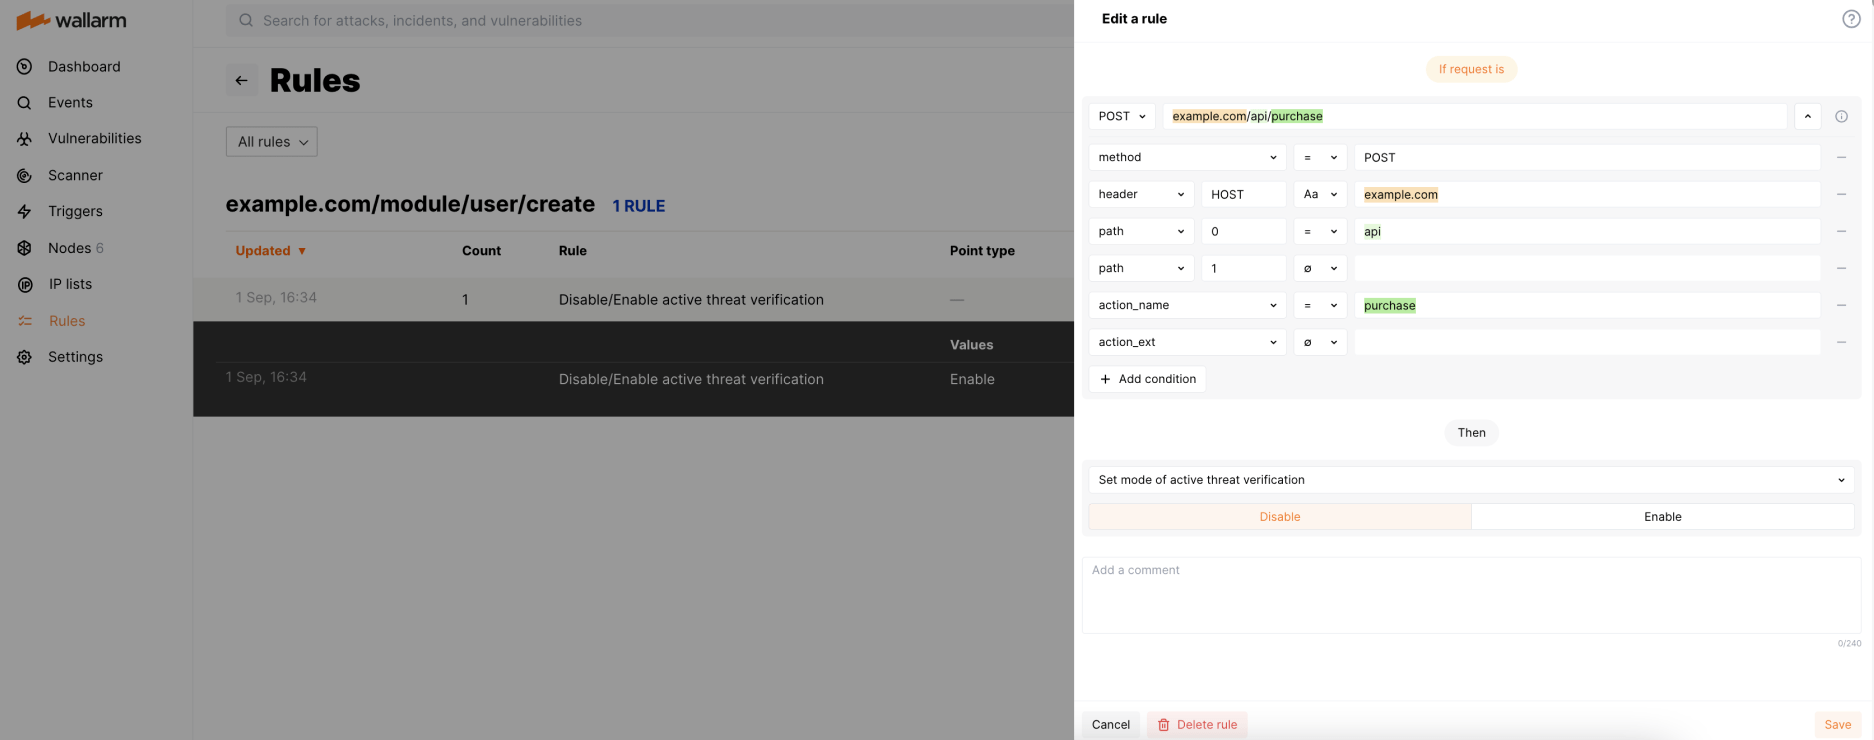 wallarm
Search for attacks, incidents, and vulnerabilities
Dashboard
Events
Vulnerabilities
Scanner
Triggers
Nodes 6
IP lists
Rules
Settings
Rules
All rules
example.com/module/user/create 1 RULE
Updated ▼ Count Rule Point type
1 Sep, 16:34 1 Disable/Enable active threat verification —
Values
1 Sep, 16:34 Disable/Enable active threat verification Enable
Edit a rule
If request is
POST example.com/api/purchase
method = POST
header HOST Aa example.com
path 0 = api
path 1 ø
action_name = purchase
action_ext ø
+ Add condition
Then
Set mode of active threat verification
Disable Enable
Add a comment
0/240
Cancel Delete rule Save